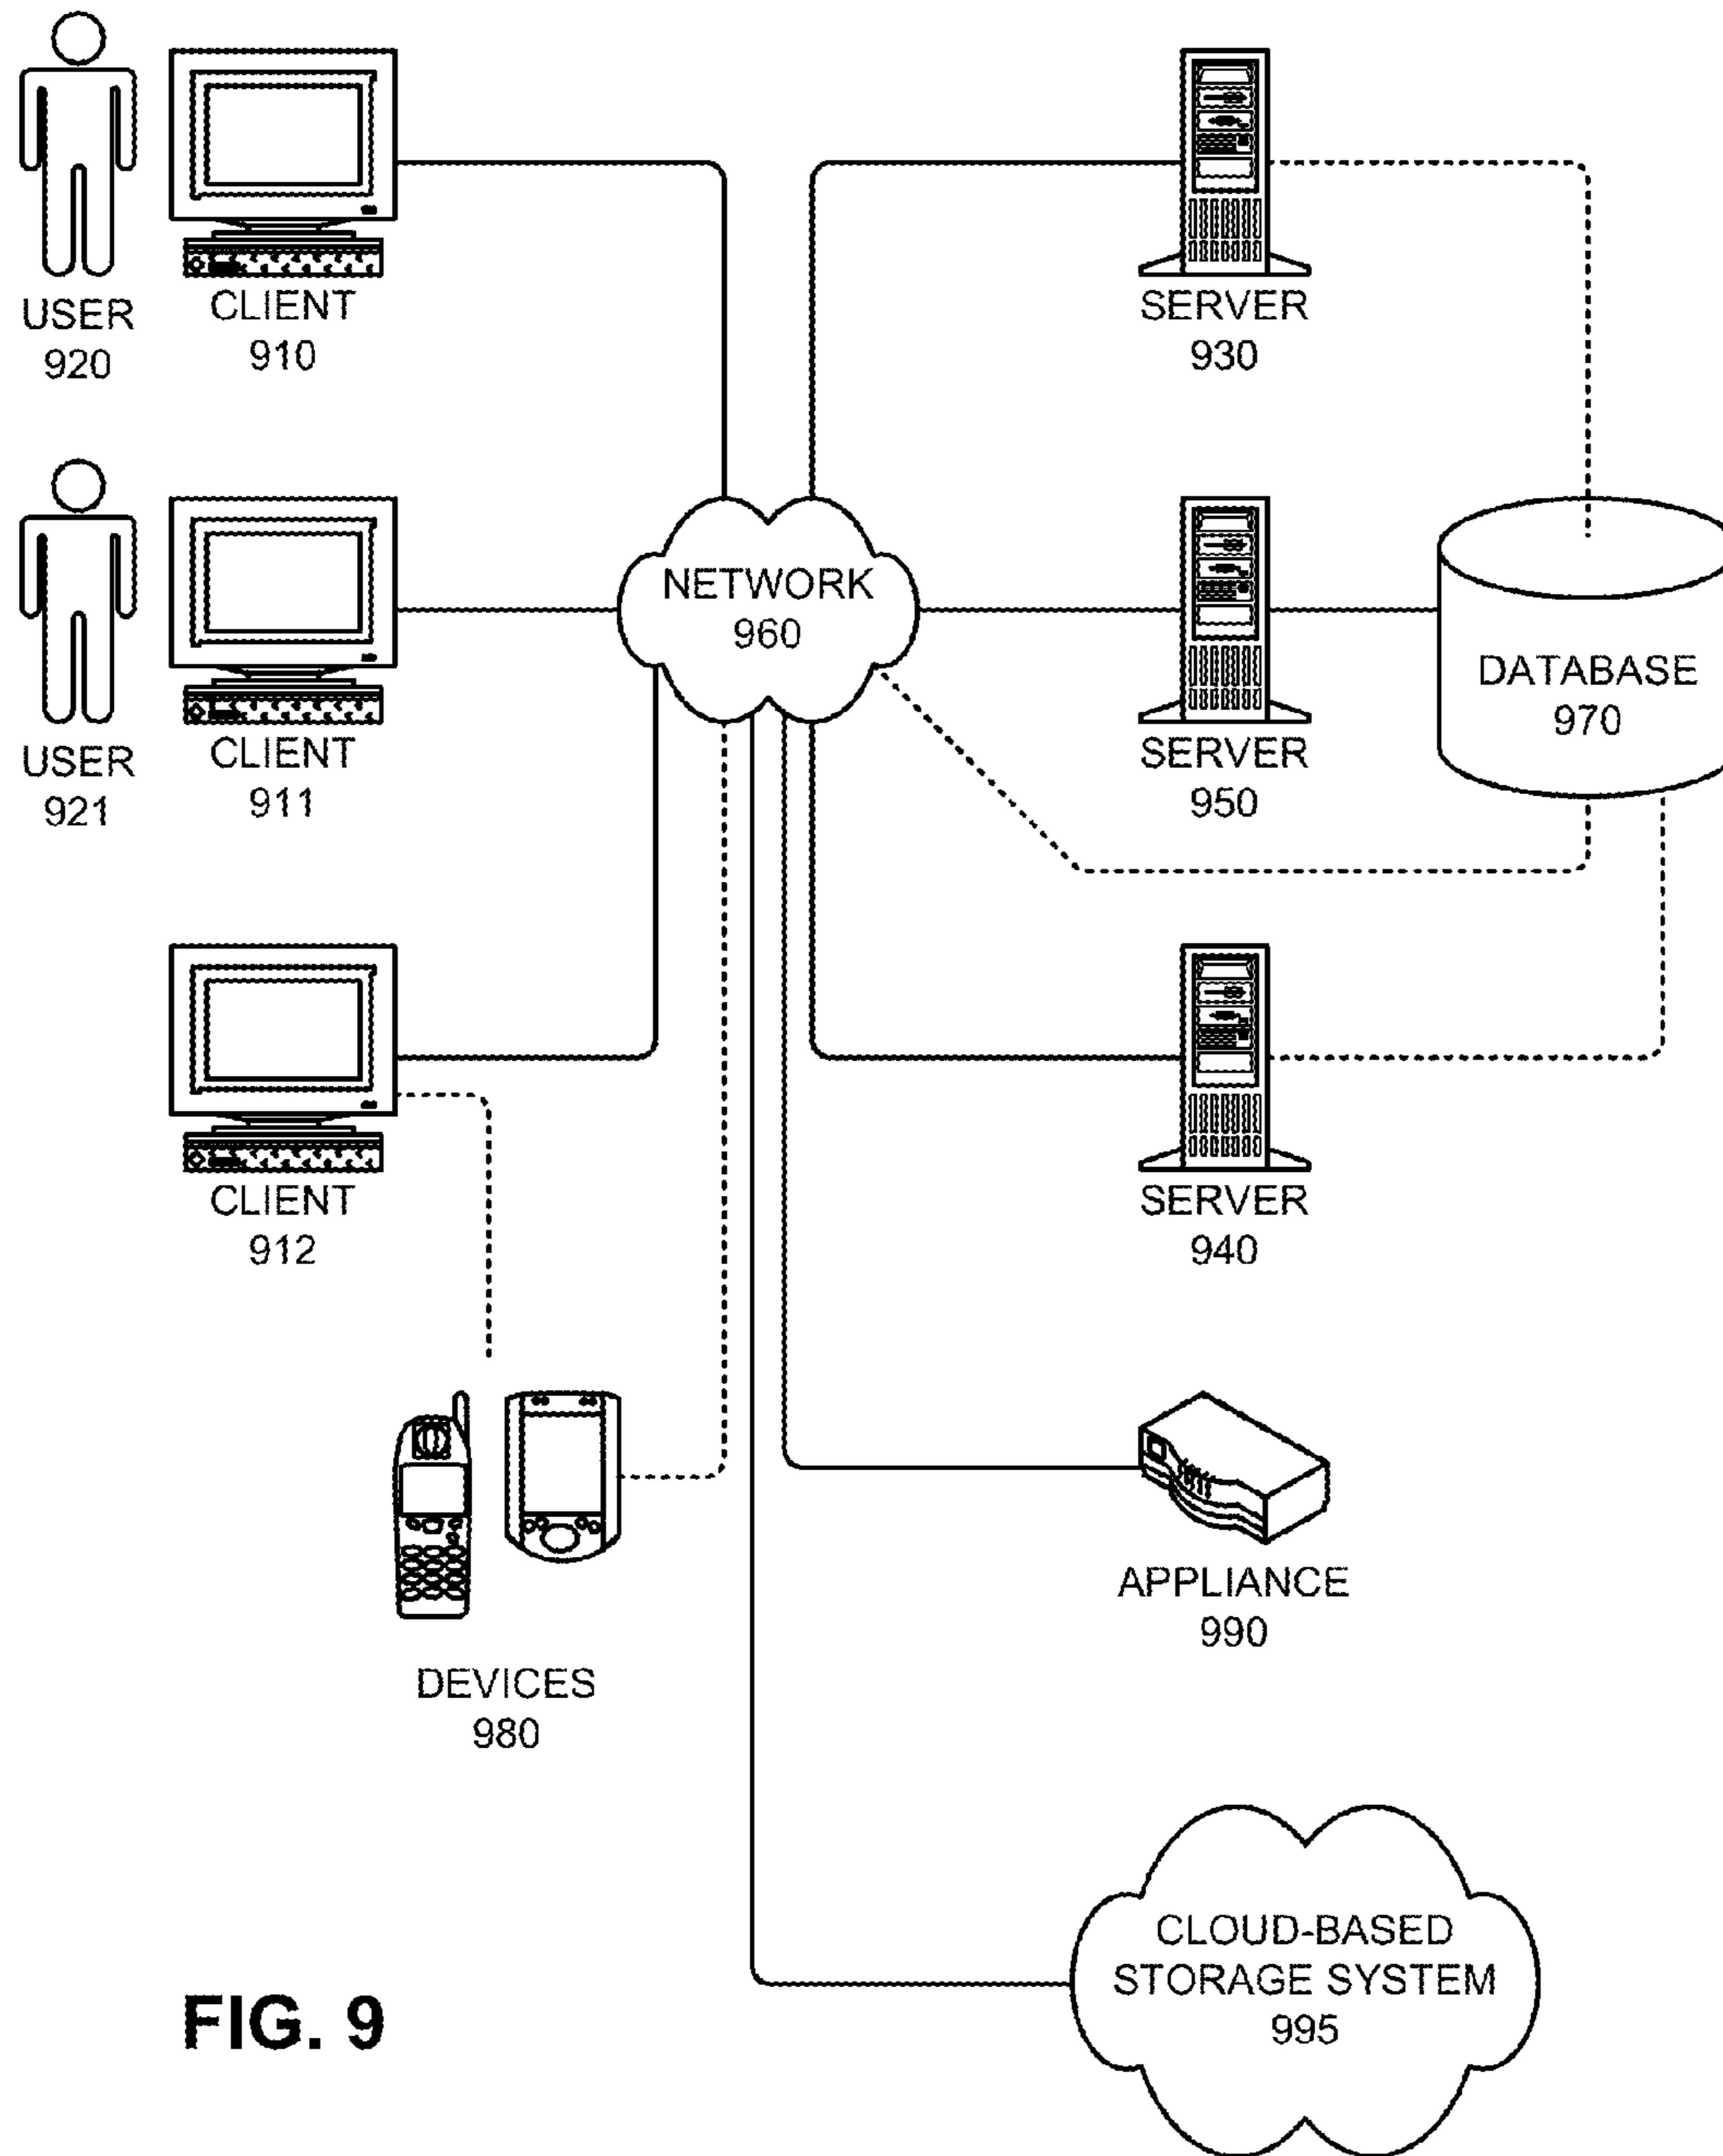 USER
920
CLIENT
910
SERVER
930
USER
921
CLIENT
911
NETWORK
960
SERVER
950
DATABASE
970
CLIENT
912
SERVER
940
DEVICES
980
APPLIANCE
990
CLOUD-BASED
STORAGE SYSTEM
995
FIG. 9